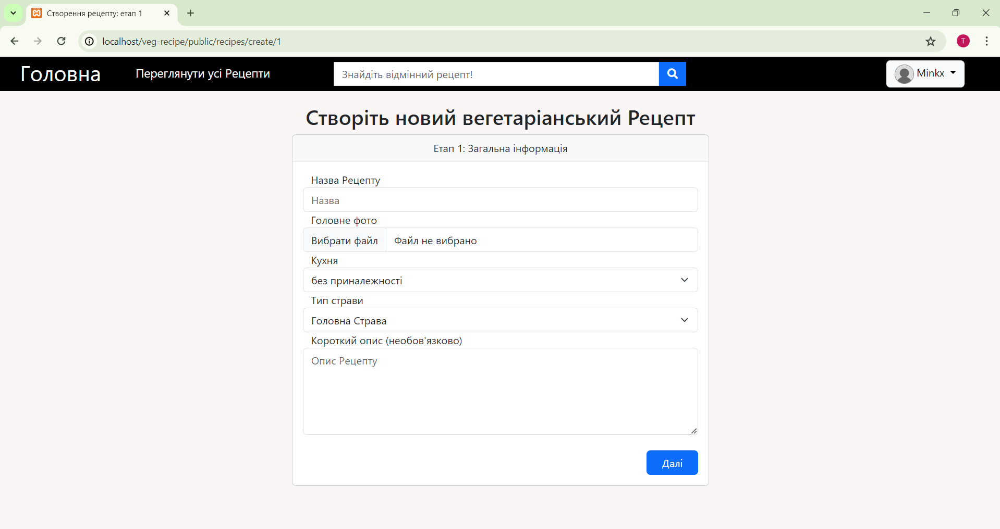 Створення рецепту: етап 1
localhost/veg-recipe/public/recipes/create/1
T
Головна
Переглянути усі Рецепти
Знайдіть відмінний рецепт!
Minkx
Створіть новий вегетаріанський Рецепт
Етап 1: Загальна інформація
Назва Рецепту
Назва
Головне фото
Вибрати файл
Файл не вибрано
Кухня
без приналежності
Тип страви
Головна Страва
Короткий опис (необов'язково)
Опис Рецепту
Далі